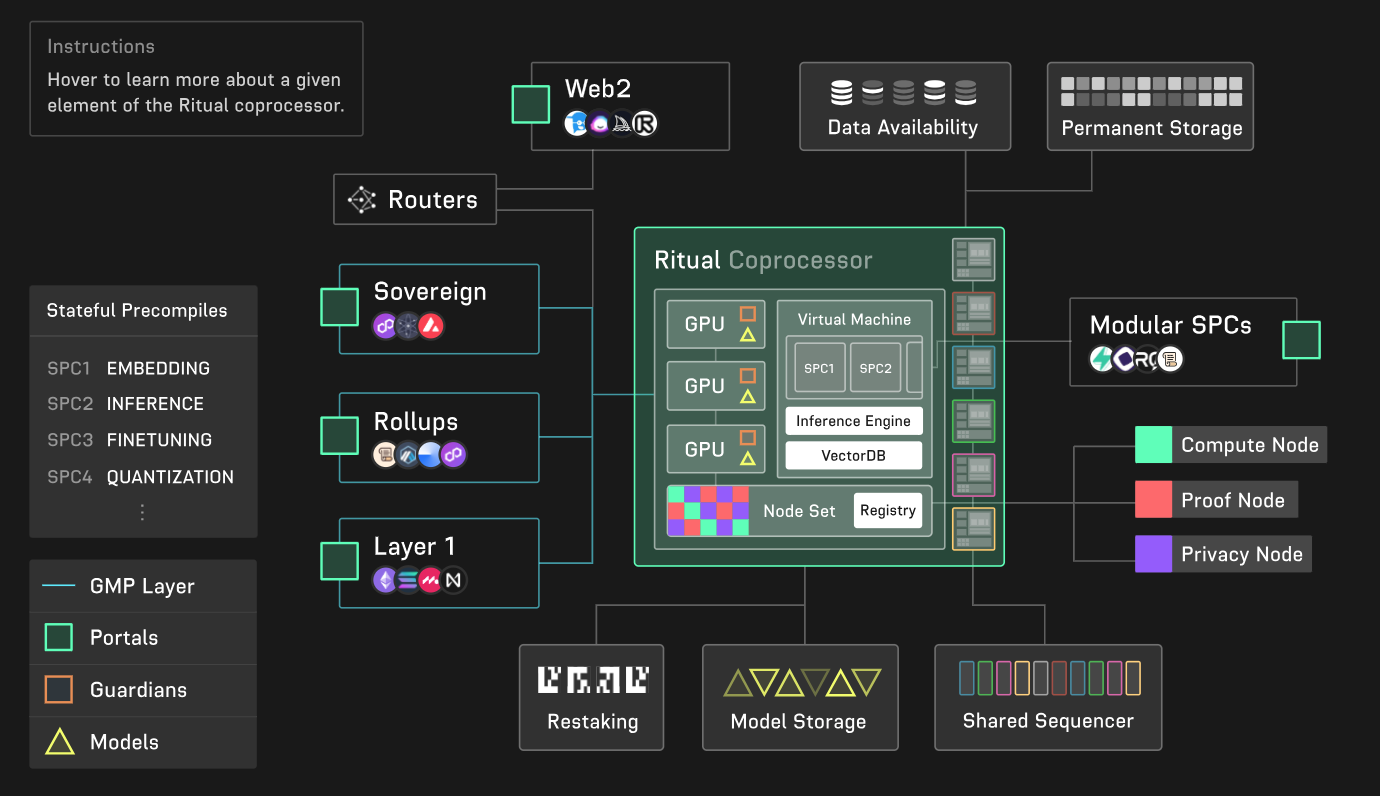 Instructions
Hover to learn more about a given
element of the Ritual coprocessor.
Web2
Data Availability
Permanent Storage
Routers
Ritual Coprocessor
Sovereign
Stateful Precompiles
SPC1 EMBEDDING
SPC2 INFERENCE
SPC3 FINETUNING
SPC4 QUANTIZATION
GPU
GPU
GPU
Virtual Machine
SPC1
SPC2
Inference Engine
VectorDB
Modular SPCs
Rollups
Node Set
Registry
Compute Node
Proof Node
Privacy Node
Layer 1
GMP Layer
Portals
Guardians
Models
Restaking
Model Storage
Shared Sequencer